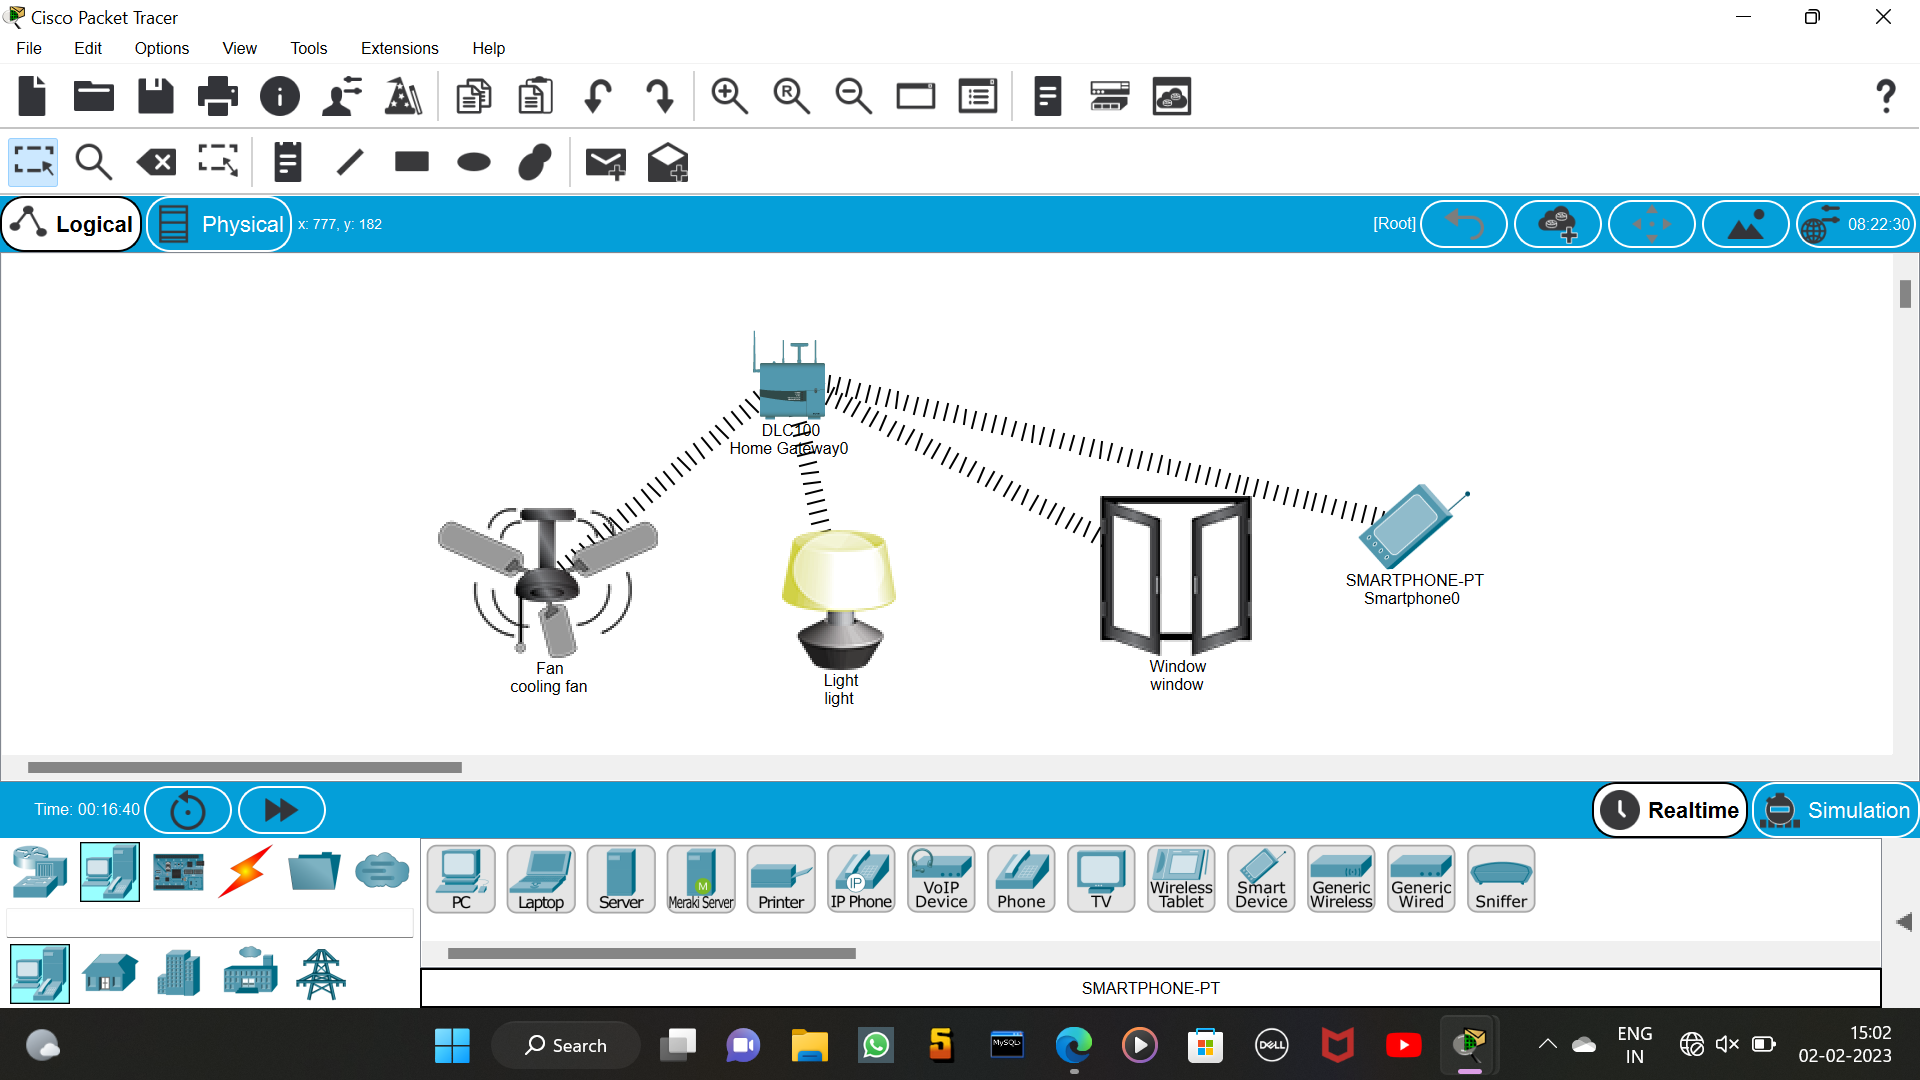 Cisco Packet Tracer
File Edit Options View Tools Extensions Help
Logical Physical x: 777, y: 182 [Root] 08:22:30
DLC100
Home Gateway0
SMARTPHONE-PT
Smartphone0
Fan
cooling fan
Light
light
Window
window
Time: 00:16:40 Realtime Simulation
PC
Laptop
Server
M
Meraki Server
Printer
IP
IP Phone
VoIP
Device
Phone
TV
Wireless
Tablet
Smart
Device
Generic
Wireless
Generic
Wired
Sniffer
SMARTPHONE-PT
Search
MySQL>
DELL
ENG
IN
15:02
02-02-2023